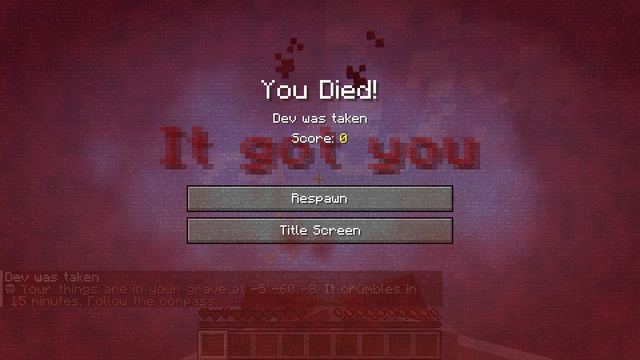 You Died!
Dev was taken
Score: 0
It got you
Respawn
Title Screen
Dev was taken
☠ Your things are in your grave at -5 -60 -8. It crumbles in
15 minutes. Follow the compass.